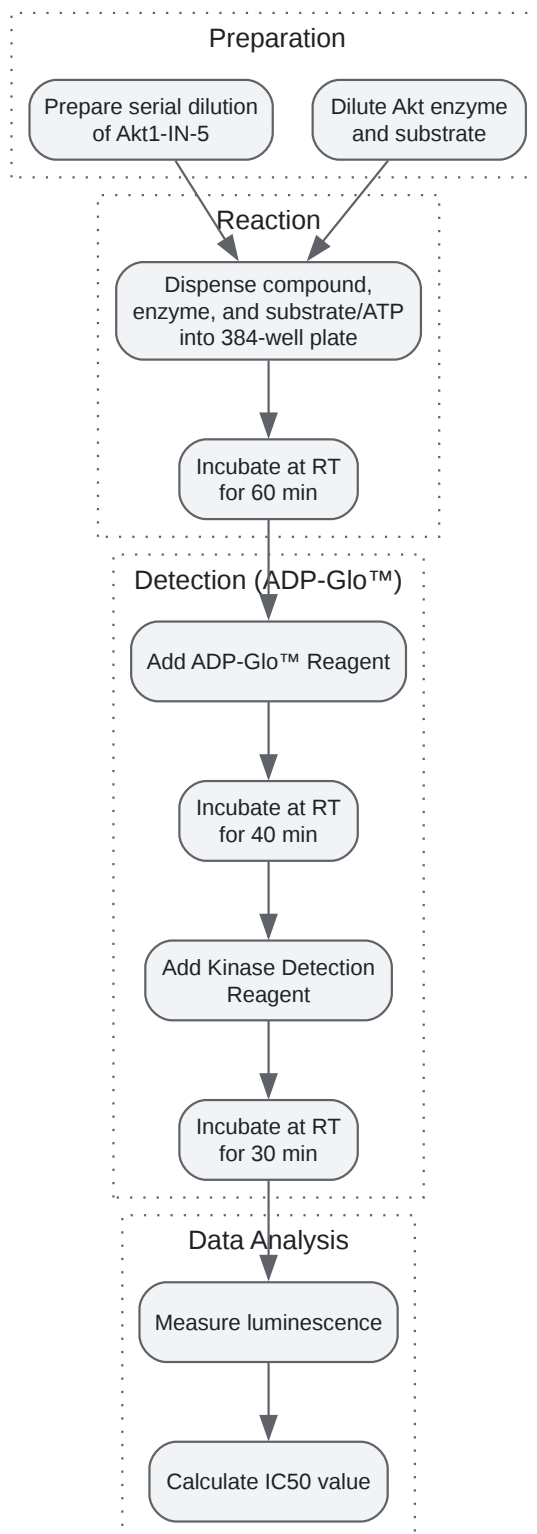 Preparation
Prepare serial dilution
of Akt1-IN-5
Dilute Akt enzyme
and substrate
Reaction
Dispense compound,
enzyme, and substrate/ATP
into 384-well plate
Incubate at RT
for 60 min
Detection (ADP-Glo™)
Add ADP-Glo™ Reagent
Incubate at RT
for 40 min
Add Kinase Detection
Reagent
Incubate at RT
for 30 min
Data Analysis
Measure luminescence
Calculate IC50 value